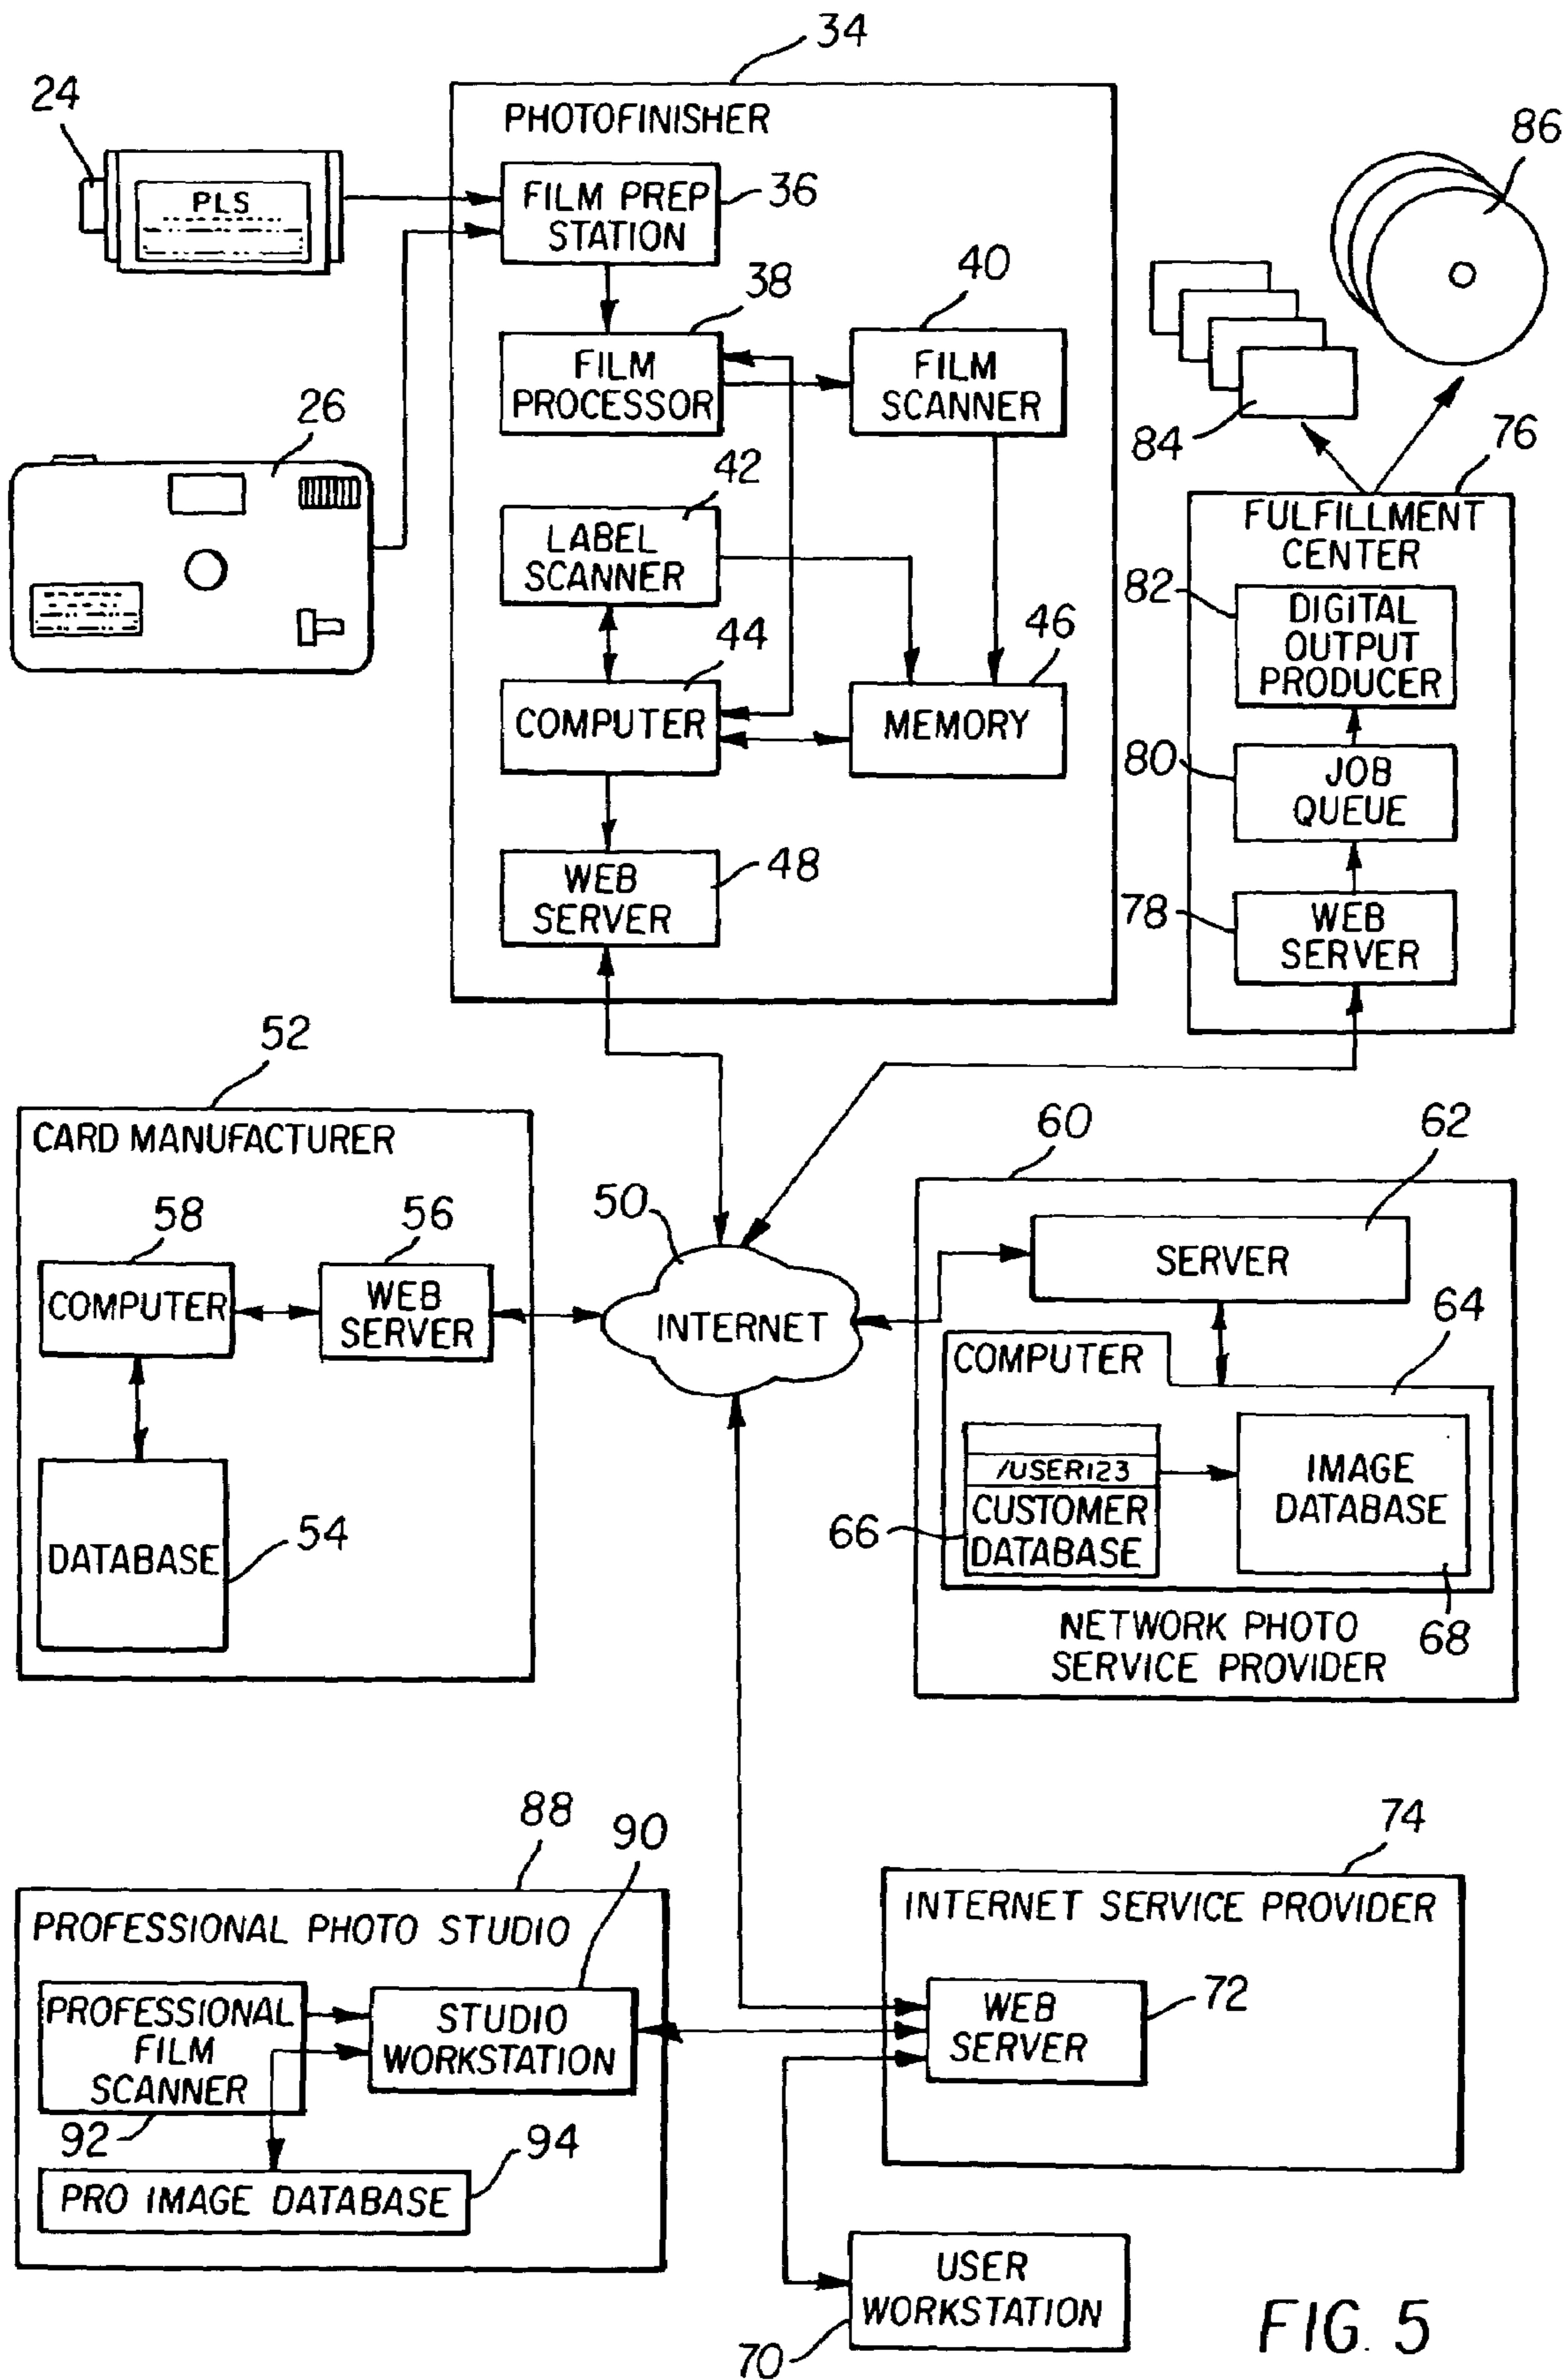 34
24
PHOTOFINISHER
86
PLS
FILM PREP
STATION
36
38
40
FILM
PROCESSOR
FILM
SCANNER
26
84
76
42
LABEL
SCANNER
FULFILLMENT
CENTER
82
DIGITAL
OUTPUT
PRODUCER
44
46
COMPUTER
MEMORY
80
JOB
QUEUE
WEB
SERVER
48
78
WEB
SERVER
52
CARD MANUFACTURER
60
62
58
56
50
SERVER
COMPUTER
WEB
SERVER
INTERNET
64
COMPUTER
/USER123
CUSTOMER
DATABASE
66
IMAGE
DATABASE
68
DATABASE
54
NETWORK PHOTO
SERVICE PROVIDER
88
90
74
PROFESSIONAL PHOTO STUDIO
INTERNET SERVICE PROVIDER
PROFESSIONAL
FILM
SCANNER
STUDIO
WORKSTATION
WEB
SERVER
72
92
94
PRO IMAGE DATABASE
USER
WORKSTATION
70
FIG. 5